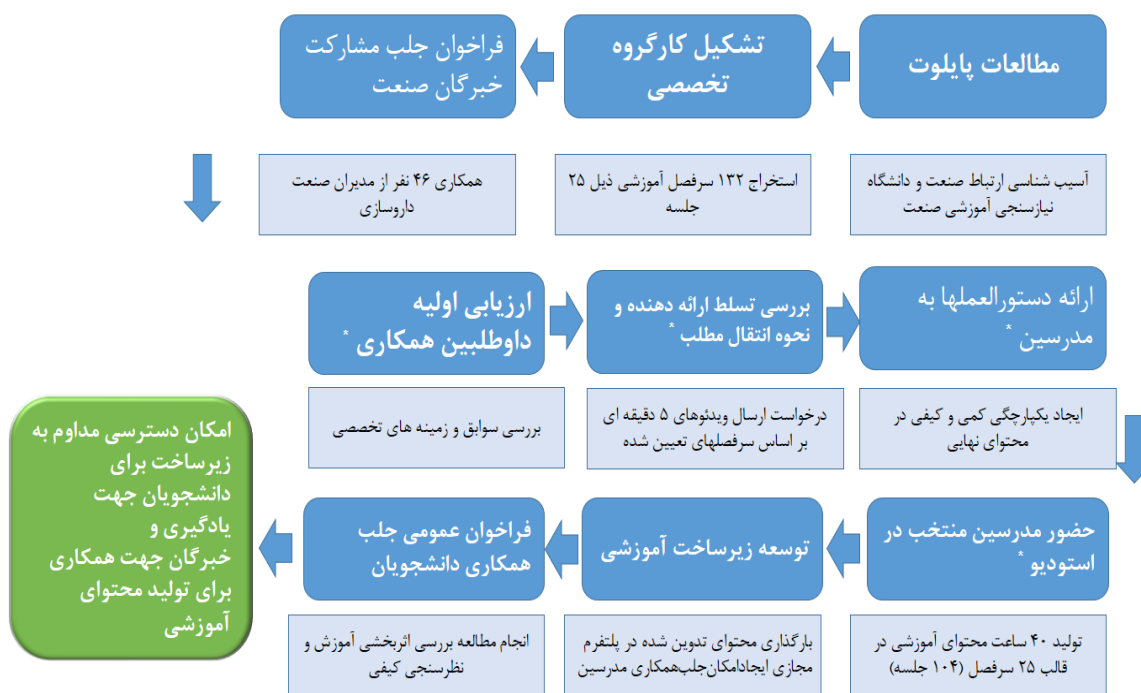 مطالعات پایلوت
تشکیل کارگروه
تخصصی
فراخوان جلب مشارکت
خبرگان صنعت
آسیب شناسی ارتباط صنعت و دانشگاه
نیازسنجی آموزشی صنعت
استخراج ۱۳۲ سرفصل آموزشی ذیل ۲۵
جلسه
همکاری ۴۶ نفر از مدیران صنعت
داروسازی
ارزیابی اولیه
داوطلبین همکاری *
بررسی تسلط ارائه دهنده و
نحوه انتقال مطلب *
ارائه دستورالعملها به
مدرسین *
بررسی سوابق و زمینه های تخصصی
درخواست ارسال ویدئوهای ۵ دقیقه ای
بر اساس سرفصلهای تعیین شده
ایجاد یکپارچگی کمی و کیفی در
محتوای نهایی
حضور مدرسین منتخب در
استودیو *
توسعه زیرساخت آموزشی
فراخوان عمومی جلب
همکاری دانشجویان
تولید ۴۰ ساعت محتوای آموزشی در
قالب ۲۵ سرفصل (۱۰۴ جلسه)
بارگذاری محتوای تدوین شده در پلتفرم
مجازی ایجادامکان‌جلب‌همکاری مدرسین
انجام مطالعه بررسی اثربخشی آموزش و
نظرسنجی کیفی
امکان دسترسی مداوم به
زیرساخت برای
دانشجویان جهت
یادگیری و
خبرگان جهت همکاری
برای تولید محتوای
آموزشی